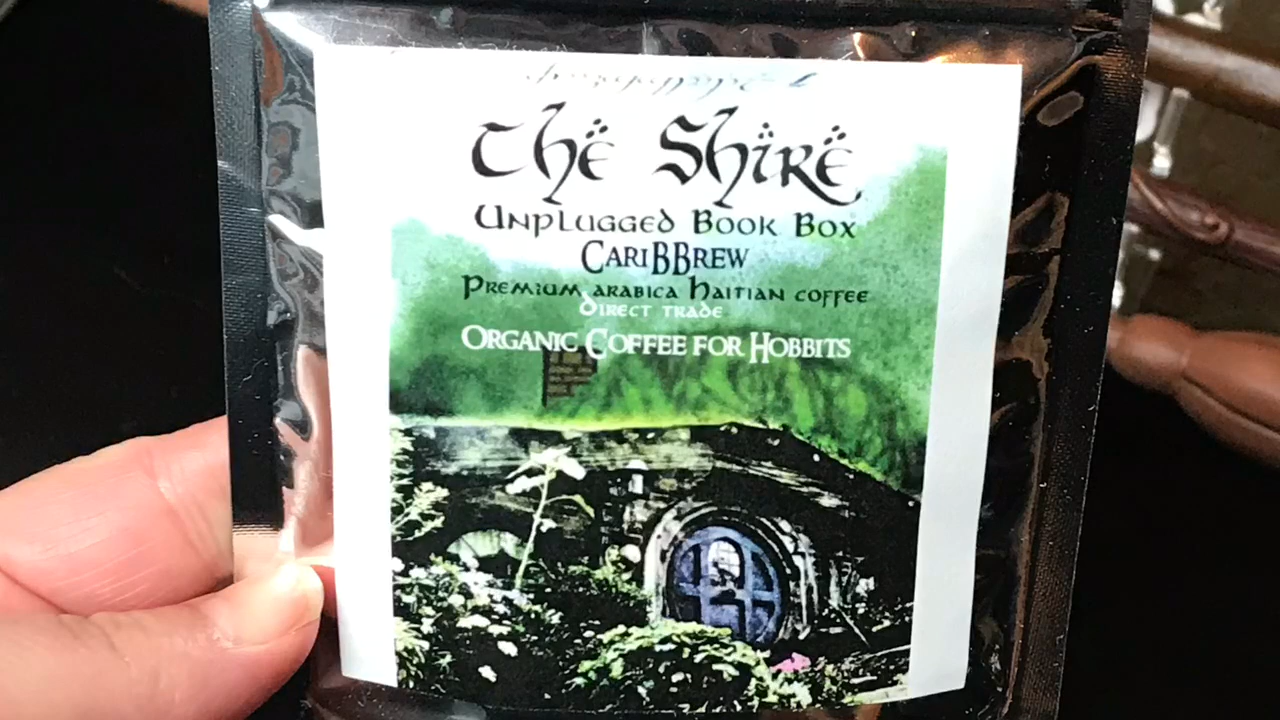 The Shire
Unplugged Book Box
CariBBrew
Premium arabica Haitian coffee
Direct trade
Organic Coffee for Hobbits